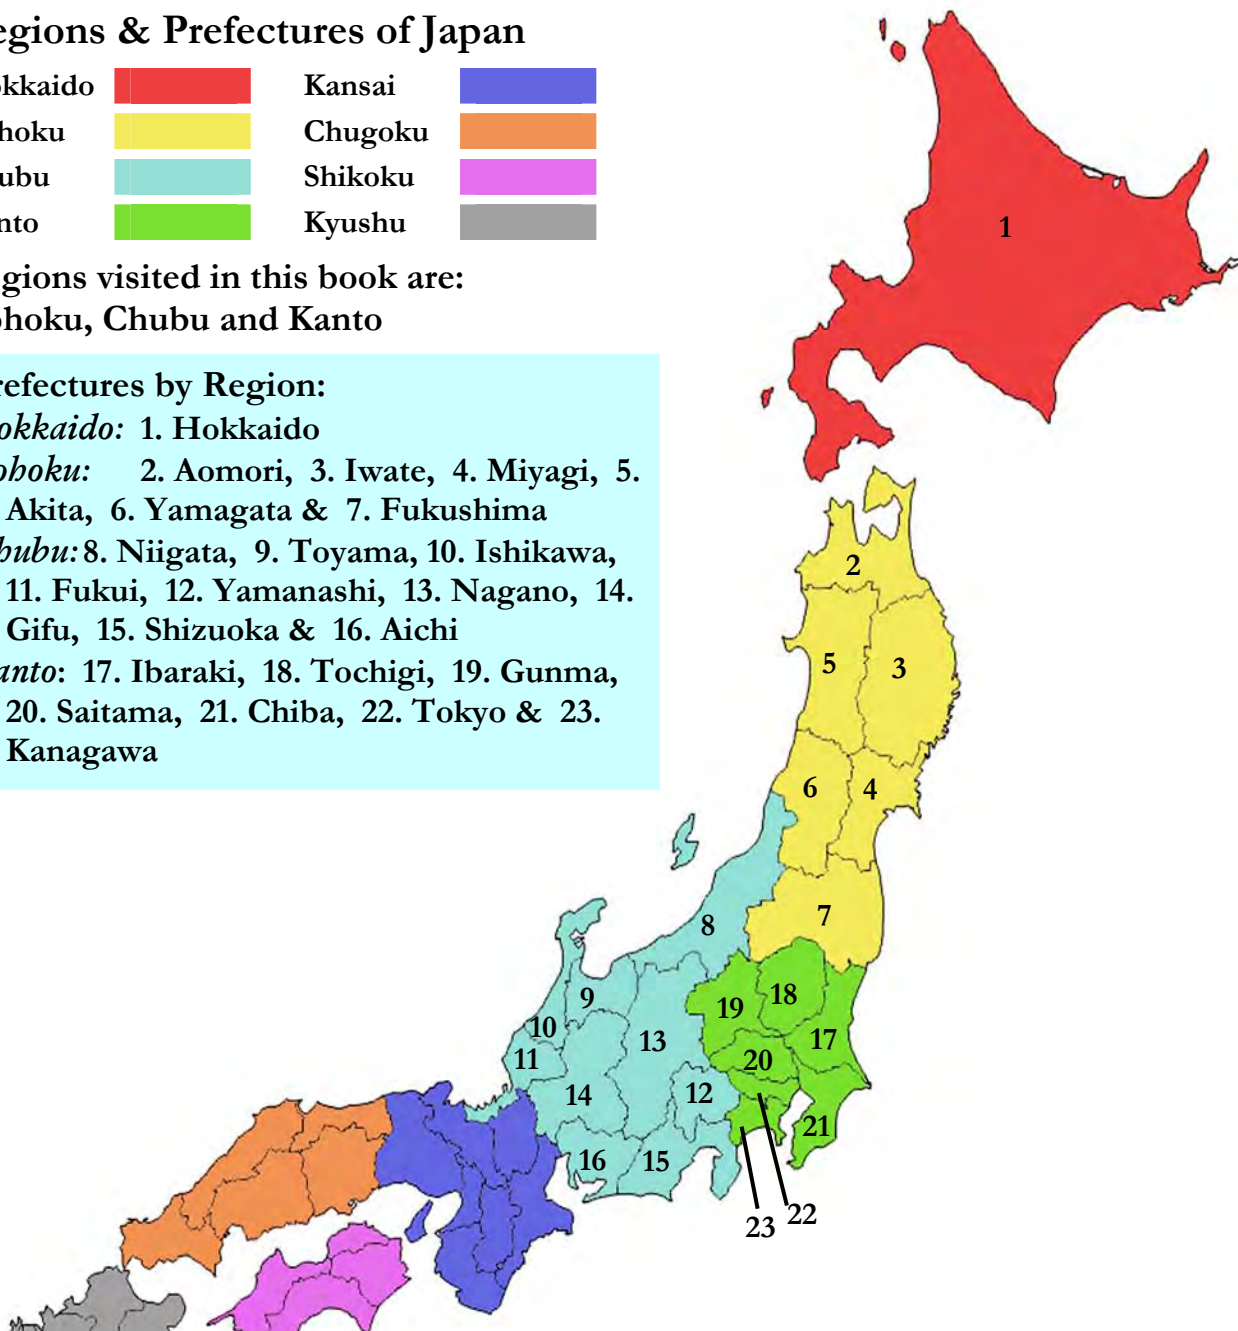 egions & Prefectures of Japan
okkaido Kansai
hoku Chugoku
ubu Shikoku
nto Kyushu
gions visited in this book are:
ohoku, Chubu and Kanto
refectures by Region:
okkaido: 1. Hokkaido
ohoku: 2. Aomori, 3. Iwate, 4. Miyagi, 5.
Akita, 6. Yamagata & 7. Fukushima
hubu: 8. Niigata, 9. Toyama, 10. Ishikawa,
11. Fukui, 12. Yamanashi, 13. Nagano, 14.
Gifu, 15. Shizuoka & 16. Aichi
anto: 17. Ibaraki, 18. Tochigi, 19. Gunma,
20. Saitama, 21. Chiba, 22. Tokyo & 23.
Kanagawa
1
2
5
3
6
4
7
8
9
19
18
10
13
17
11
20
14
12
21
16
15
23
22